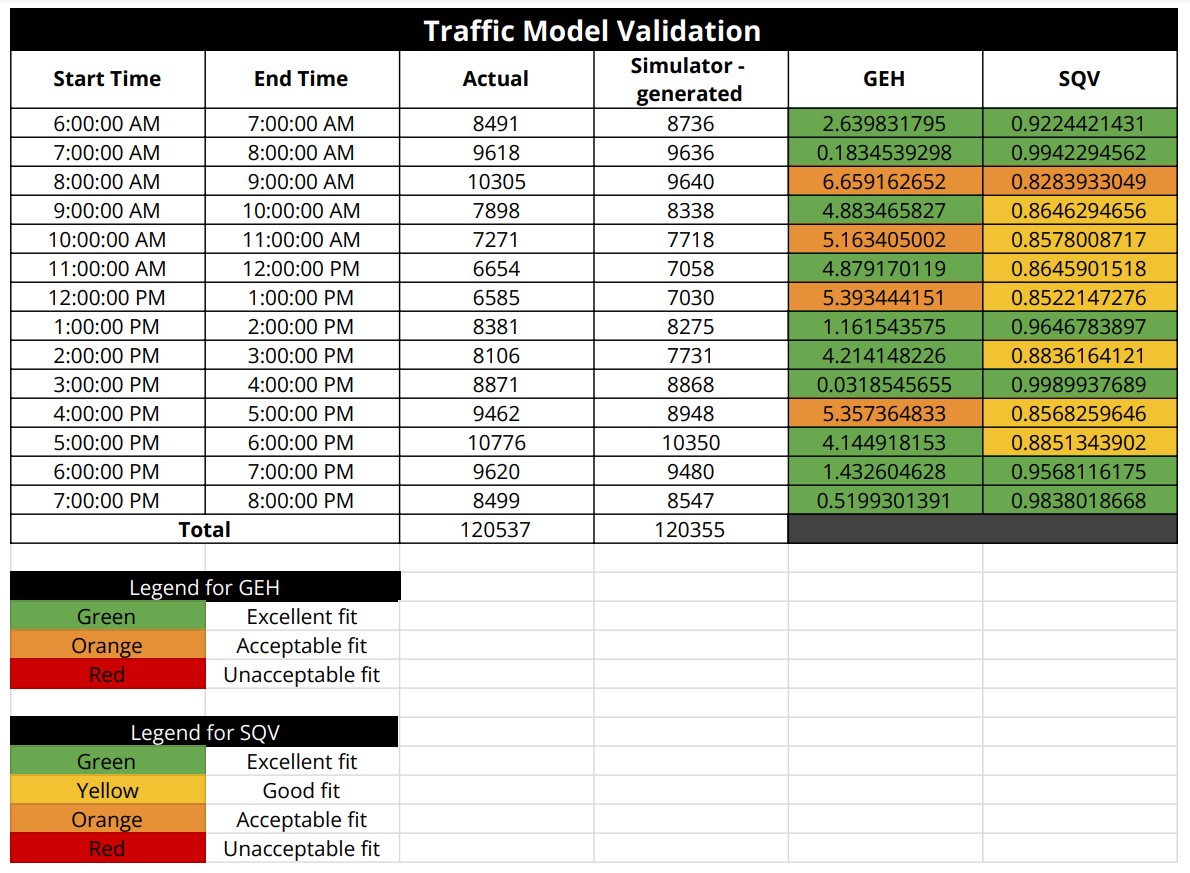 Traffic Model Validation
Start Time End Time Actual Simulator - generated GEH SQV
6:00:00 AM 7:00:00 AM 8491 8736 2.639831795 0.9224421431
7:00:00 AM 8:00:00 AM 9618 9636 0.1834539298 0.9942294562
8:00:00 AM 9:00:00 AM 10305 9640 6.659162652 0.8283933049
9:00:00 AM 10:00:00 AM 7898 8338 4.883465827 0.8646294656
10:00:00 AM 11:00:00 AM 7271 7718 5.163405002 0.8578008717
11:00:00 AM 12:00:00 PM 6654 7058 4.879170119 0.8645901518
12:00:00 PM 1:00:00 PM 6585 7030 5.393444151 0.8522147276
1:00:00 PM 2:00:00 PM 8381 8275 1.161543575 0.9646783897
2:00:00 PM 3:00:00 PM 8106 7731 4.214148226 0.8836164121
3:00:00 PM 4:00:00 PM 8871 8868 0.0318545655 0.9989937689
4:00:00 PM 5:00:00 PM 9462 8948 5.357364833 0.8568259646
5:00:00 PM 6:00:00 PM 10776 10350 4.144918153 0.8851343902
6:00:00 PM 7:00:00 PM 9620 9480 1.432604628 0.9568116175
7:00:00 PM 8:00:00 PM 8499 8547 0.5199301391 0.9838018668
Total 120537 120355
Legend for GEH
Green Excellent fit
Orange Acceptable fit
Red Unacceptable fit
Legend for SQV
Green Excellent fit
Yellow Good fit
Orange Acceptable fit
Red Unacceptable fit